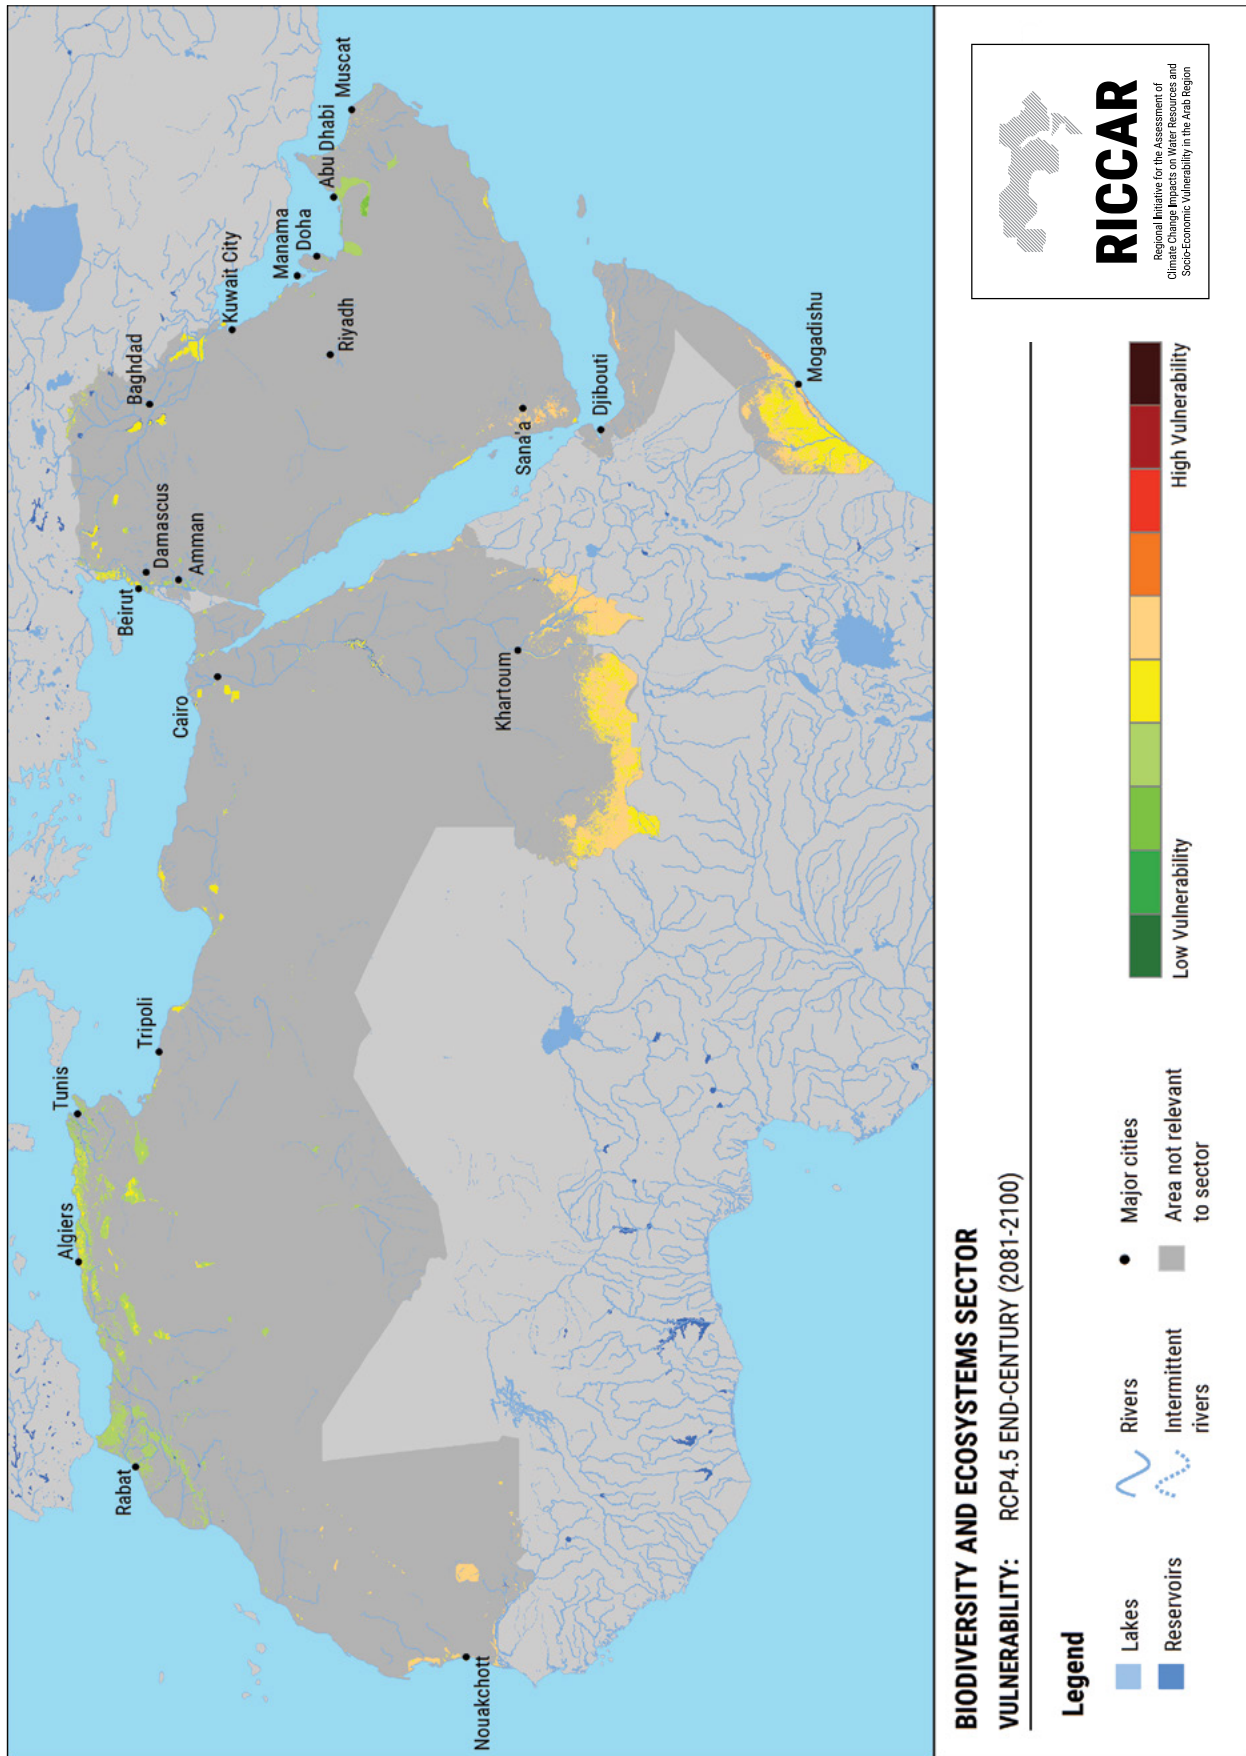 Rabat
Algiers
Tunis
Tripoli
Cairo
Beirut
Damascus
Amman
Baghdad
Kuwait City
Manama
Doha
Abu Dhabi
Muscat
Riyadh
Sana'a
Djibouti
Khartoum
Mogadishu
Nouakchott
BIODIVERSITY AND ECOSYSTEMS SECTOR
VULNERABILITY: RCP4.5 END-CENTURY (2081-2100)
Legend
Lakes
Reservoirs
Rivers
Intermittent
rivers
Major cities
Area not relevant
to sector
Low Vulnerability
High Vulnerability
RICCAR
Regional Initiative for the Assessment of
Climate Change Impacts on Water Resources and
Socio-Economic Vulnerability in the Arab Region